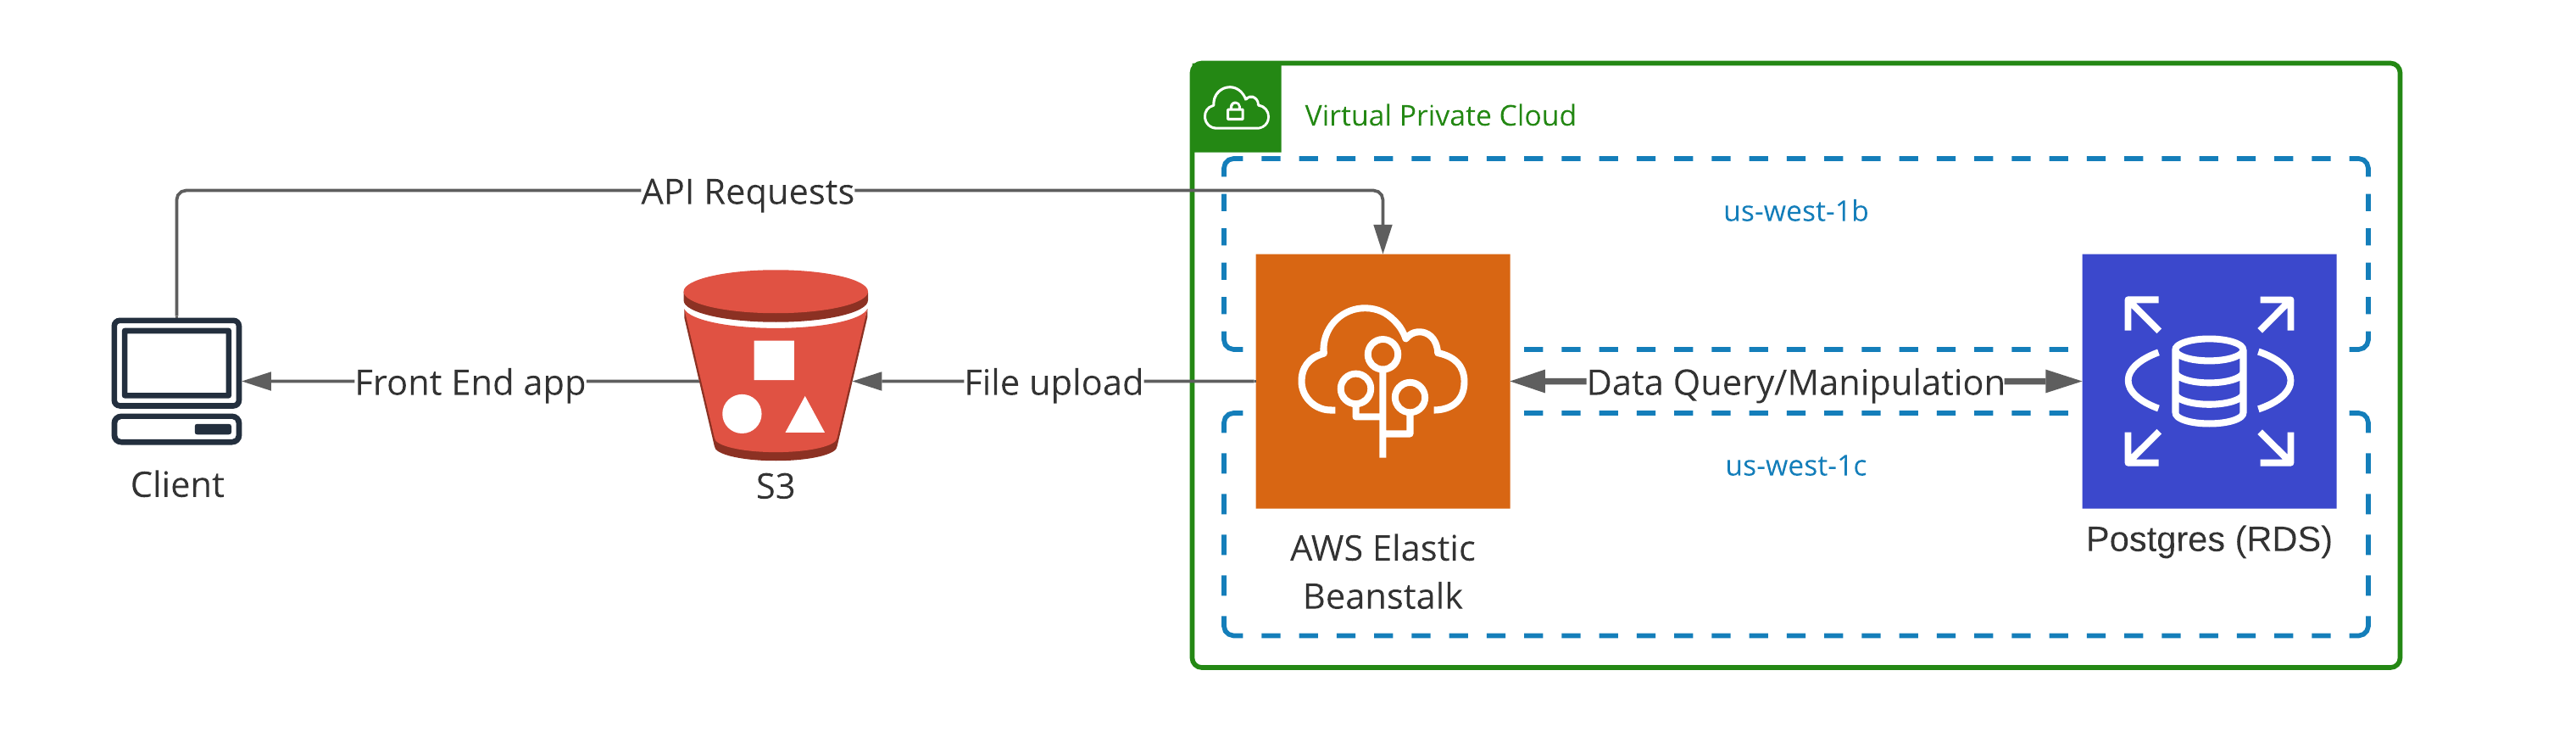 Virtual Private Cloud
API Requests
us-west-1b
Front End app
File upload
Data Query/Manipulation
us-west-1c
Client
S3
AWS Elastic
Beanstalk
Postgres (RDS)